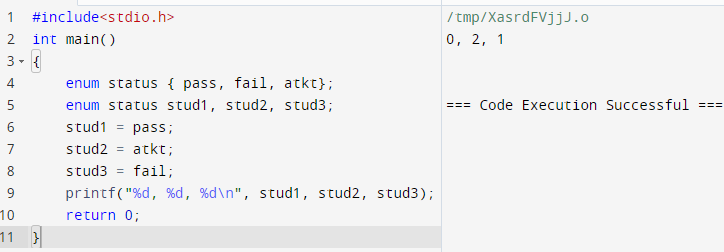 1 #include<stdio.h>
2 int main()
3 {
4 enum status { pass, fail, atkt};
5 enum status stud1, stud2, stud3;
6 stud1 = pass;
7 stud2 = atkt;
8 stud3 = fail;
9 printf("%d, %d, %d\n", stud1, stud2, stud3);
10 return 0;
11 }
/tmp/XasrdFVjjJ.o
0, 2, 1
=== Code Execution Successful ===